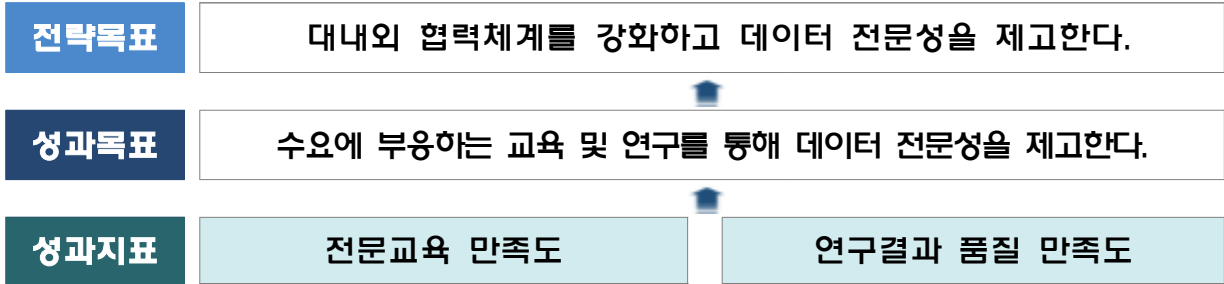 전략목표
대내외 협력체계를 강화하고 데이터 전문성을 제고한다.
성과목표
수요에 부응하는 교육 및 연구를 통해 데이터 전문성을 제고한다.
성과지표
전문교육 만족도
연구결과 품질 만족도